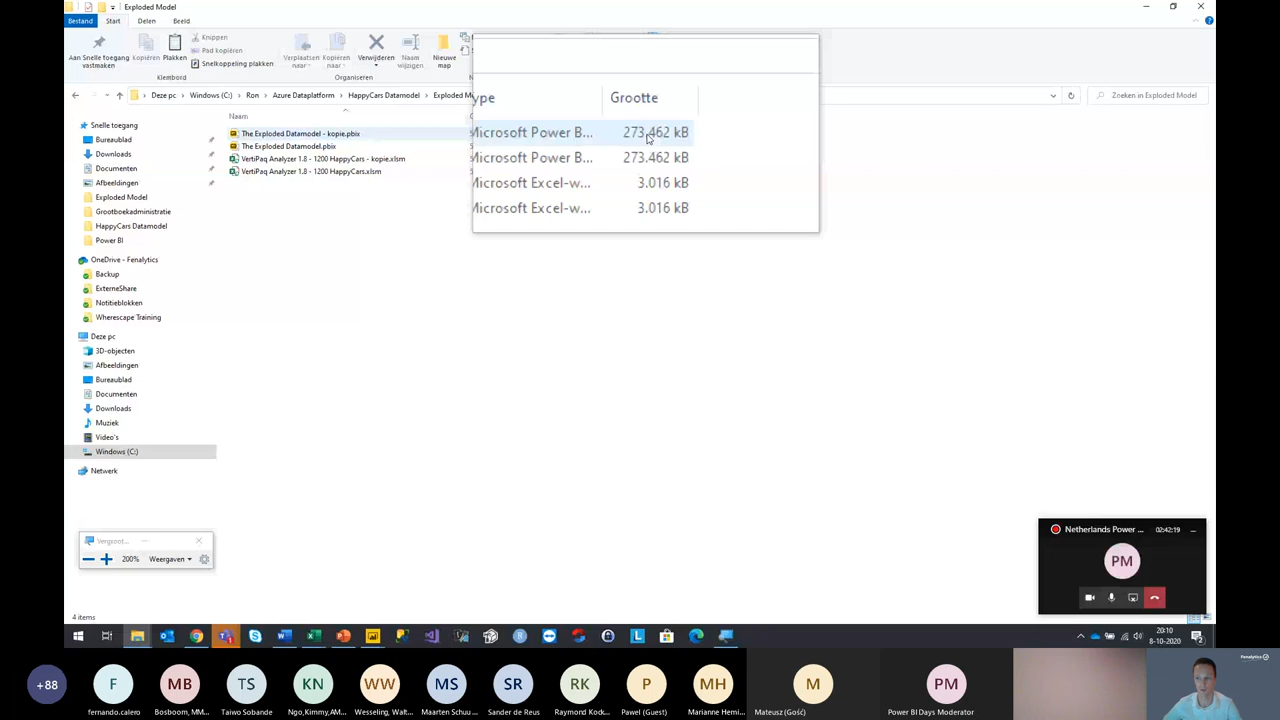 Exploded Model
Bestand Start Delen Beeld
Aan Snelle toegang vastmaken
Kopiëren
Plakken
Knippen
Pad kopiëren
Snelkoppeling plakken
Klembord
Verplaatsen naar
Kopiëren naar
Verwijderen
Naam wijzigen
Nieuwe map
Organiseren
Deze pc > Windows (C:) > Ron > Azure Dataplatform > HappyCars Datamodel >
Zoeken in Exploded Model
Naam
The Exploded Datamodel - kopie.pbix
The Exploded Datamodel.pbix
VertiPaq Analyzer 1.8 - 1200 HappyCars - kopie.xlsm
VertiPaq Analyzer 1.8 - 1200 HappyCars.xlsm
ype Grootte
Microsoft Power B... 273.462 kB
Microsoft Power B... 273.462 kB
Microsoft Excel-w... 3.016 kB
Microsoft Excel-w... 3.016 kB
Snelle toegang
Bureaublad
Downloads
Documenten
Afbeeldingen
Exploded Model
Grootboekadministratie
HappyCars Datamodel
Power BI
OneDrive - Fenalytics
Backup
ExterneShare
Notitieblokken
Wherescape Training
Deze pc
3D-objecten
Afbeeldingen
Bureaublad
Documenten
Downloads
Muziek
Video's
Windows (C:)
Netwerk
Vergroot...
200% Weergaven
4 items
Netherlands Power ... 02:42:19
PM
20:10
8-10-2020
+88
F
MB
TS
KN
WW
MS
SR
RK
P
MH
M
PM
fernando.calero
Bosboom, MM...
Taiwo Sobande
Ngo,Kimmy,AM...
Wesseling, Walt...
Maarten Schuu...
Sander de Reus
Raymond Kock...
Pawel (Guest)
Marianne Hemi...
Mateusz (Gość)
Power BI Days Moderator
Fenalytics